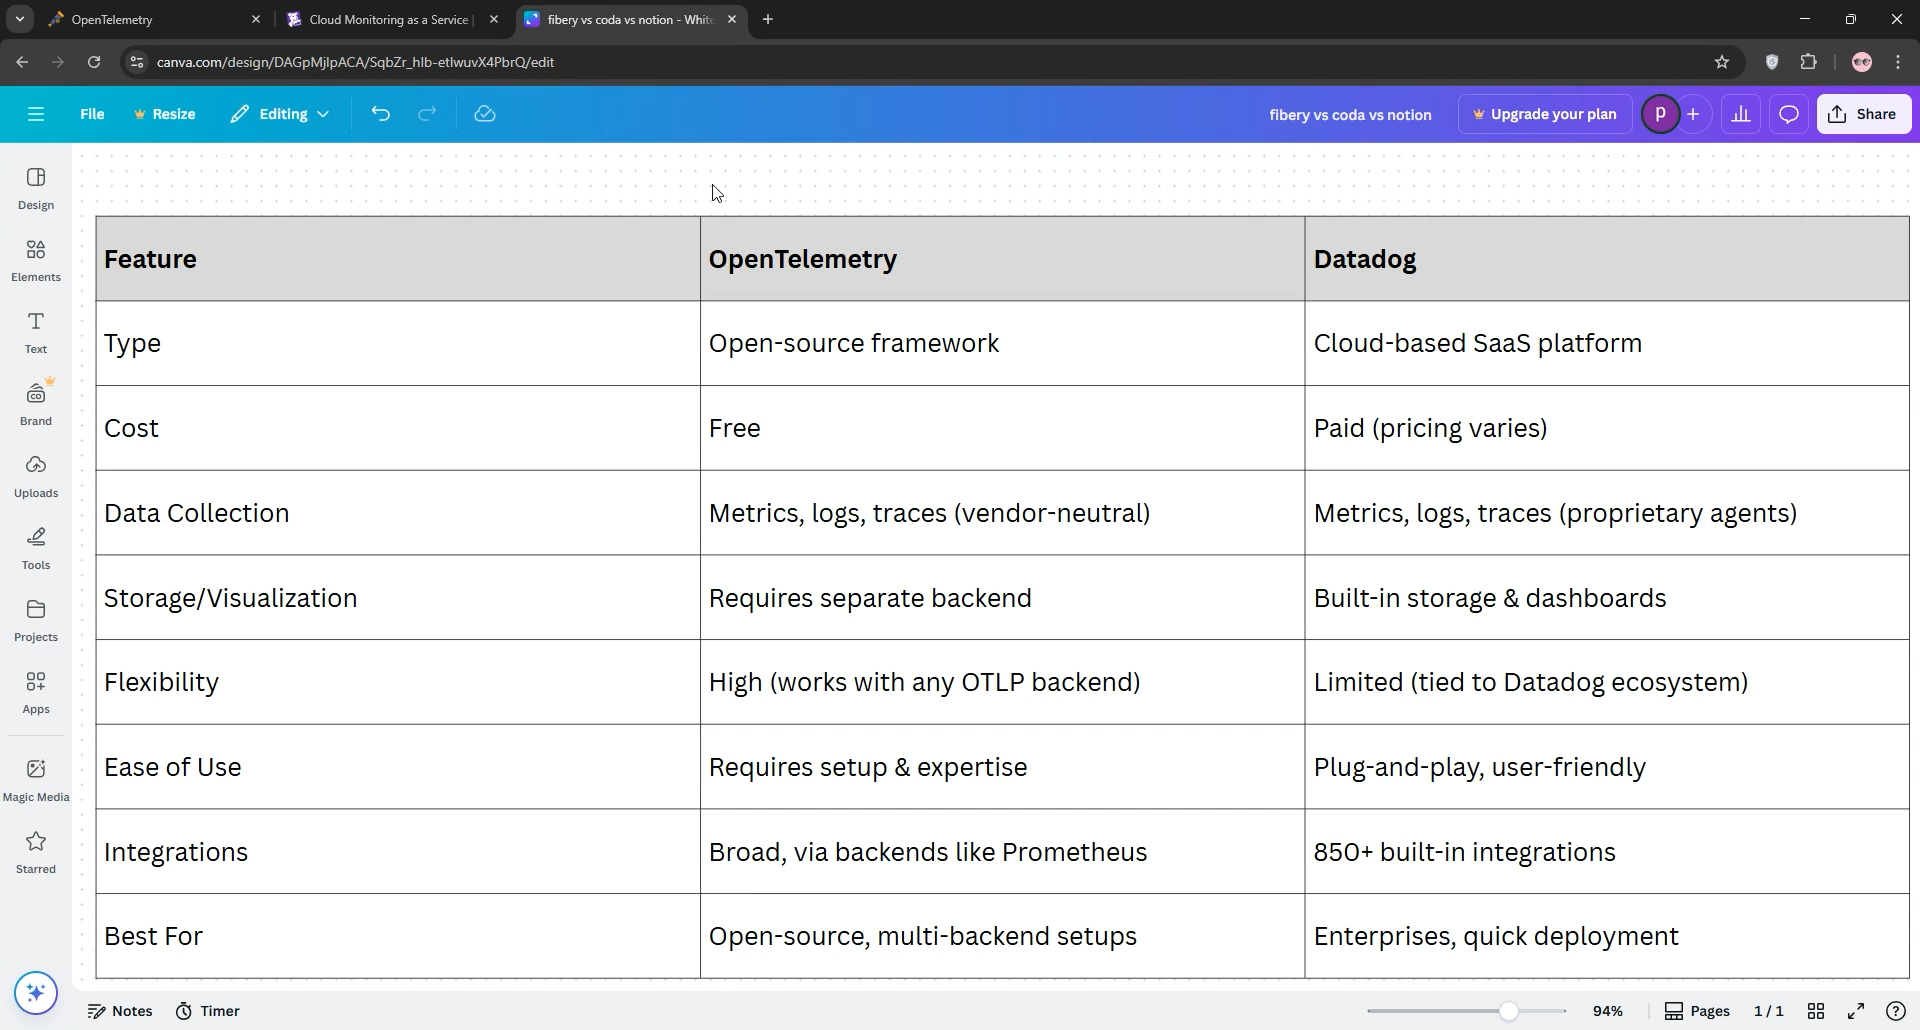 OpenTelemetry
Cloud Monitoring as a Service
fibery vs coda vs notion - White
canva.com/design/DAGpMjlpACA/SqbZr_hlb-etlwuvX4PbrQ/edit
File
Resize
Editing
fibery vs coda vs notion
Upgrade your plan
p
Share
Design
Elements
Text
Brand
Uploads
Tools
Projects
Apps
Magic Media
Starred
Feature OpenTelemetry Datadog
Type Open-source framework Cloud-based SaaS platform
Cost Free Paid (pricing varies)
Data Collection Metrics, logs, traces (vendor-neutral) Metrics, logs, traces (proprietary agents)
Storage/Visualization Requires separate backend Built-in storage & dashboards
Flexibility High (works with any OTLP backend) Limited (tied to Datadog ecosystem)
Ease of Use Requires setup & expertise Plug-and-play, user-friendly
Integrations Broad, via backends like Prometheus 850+ built-in integrations
Best For Open-source, multi-backend setups Enterprises, quick deployment
Notes
Timer
94%
Pages
1 / 1